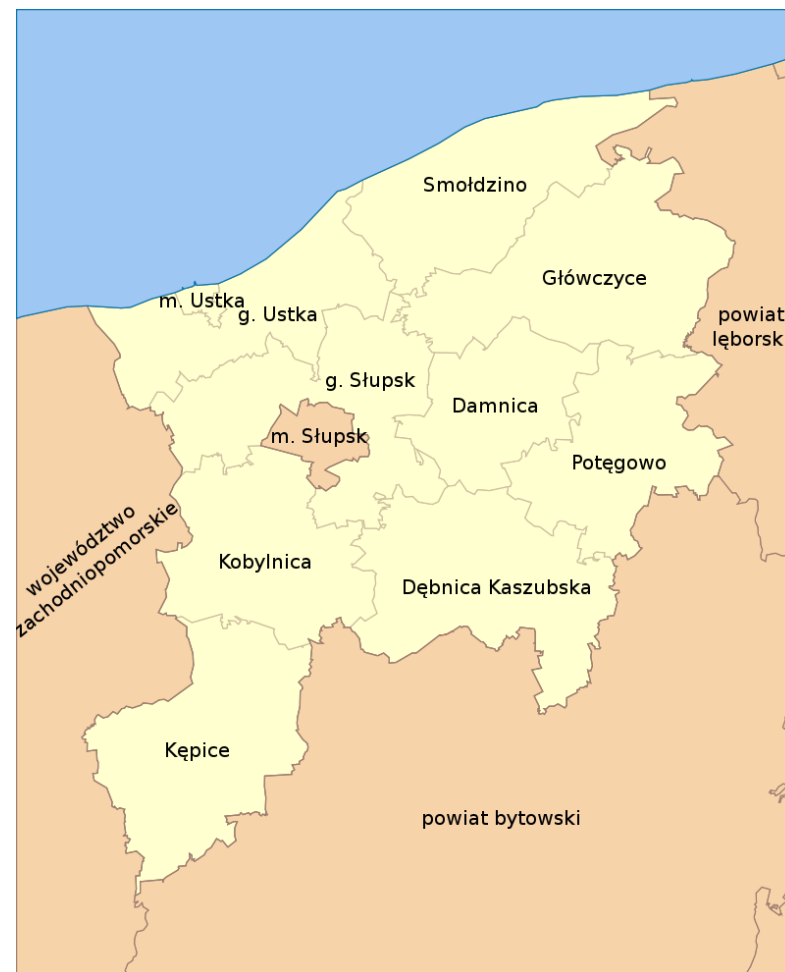 Smołdzino
Główczyce
m. Ustka
g. Ustka
powiat
lęborsk
g. Słupsk
Damnica
m. Słupsk
Potęgowo
województwo
zachodniopomorskie
Kobylnica
Dębnica Kaszubska
Kępice
powiat bytowski